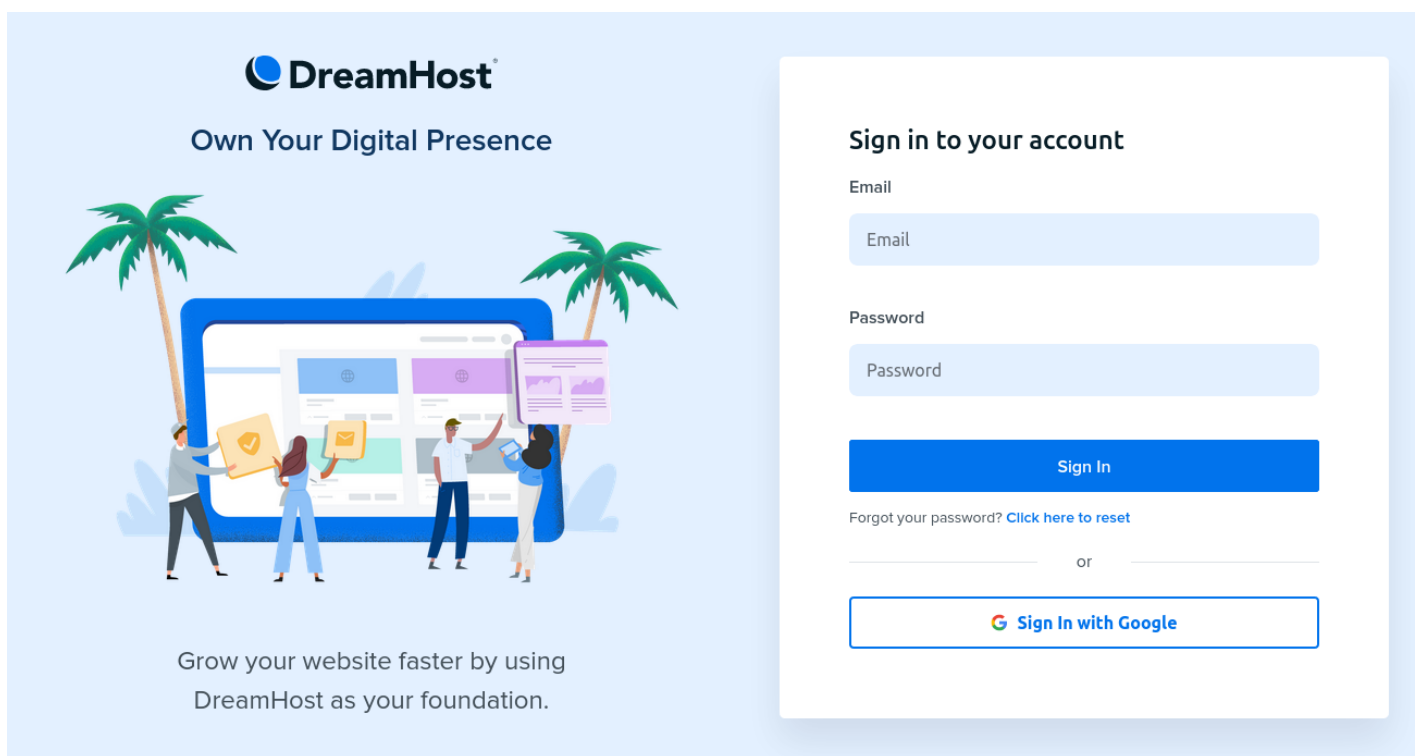 DreamHost
Own Your Digital Presence
Grow your website faster by using
DreamHost as your foundation.
Sign in to your account
Email
Email
Password
Password
Sign In
Forgot your password? Click here to reset
or
Sign In with Google